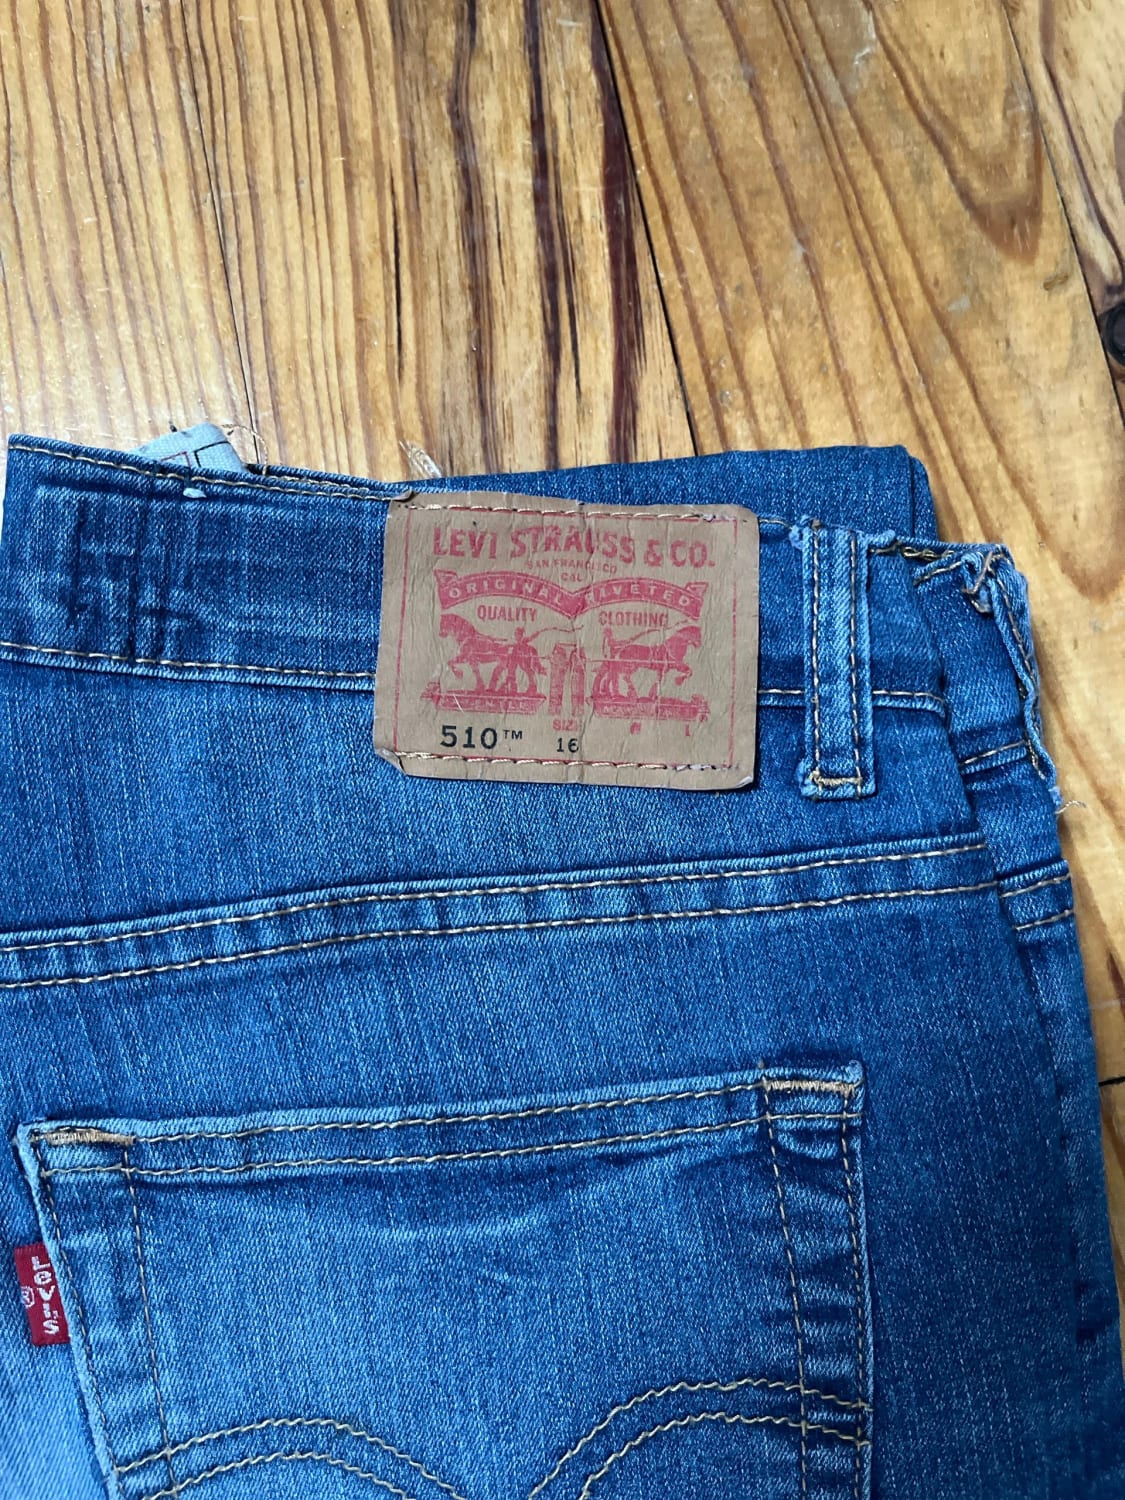 LEVI STRAUSS & CO.
SAN FRANCISCO
CAL
ORIGINAL RIVETED
QUALITY CLOTHING
SIZE W L
510™ 16
LEVI'S
®